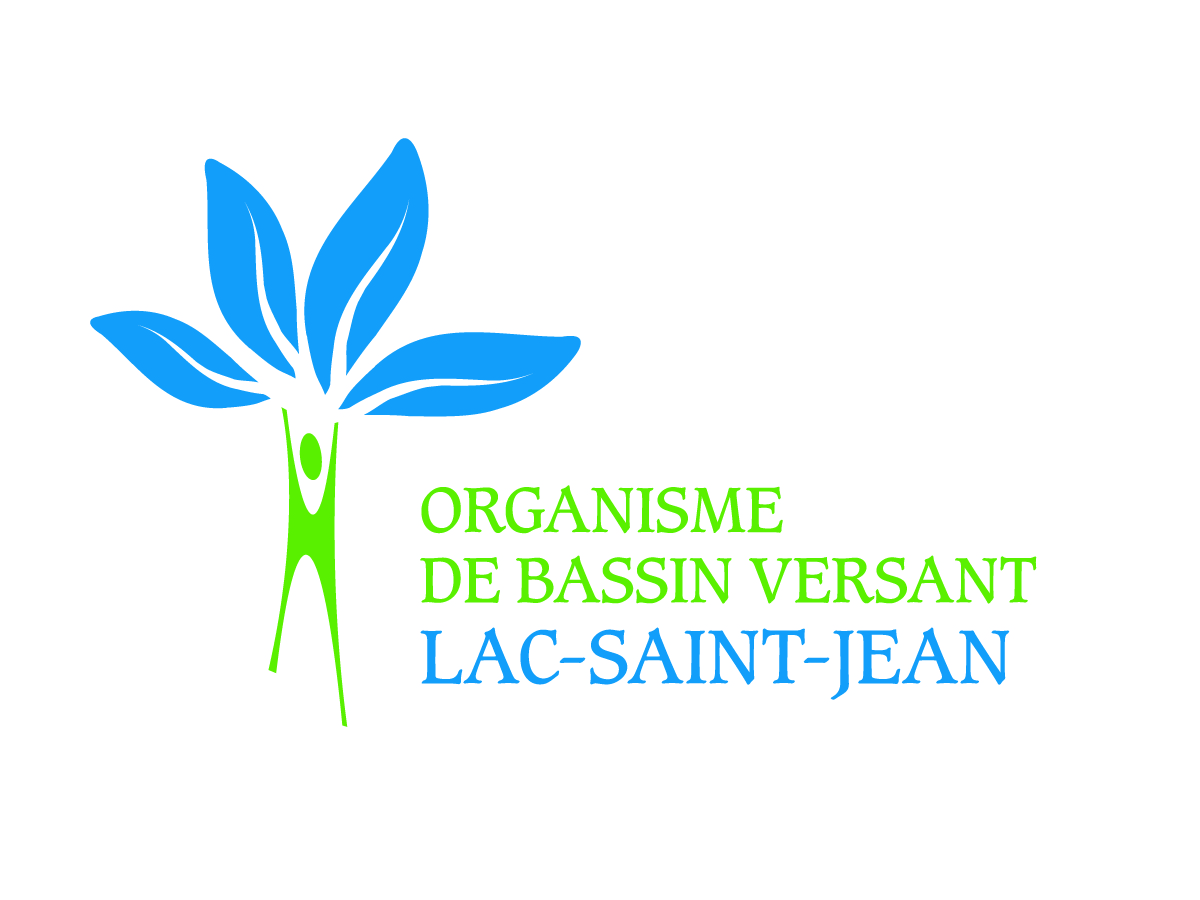 ORGANISME
DE BASSIN VERSANT
LAC-SAINT-JEAN